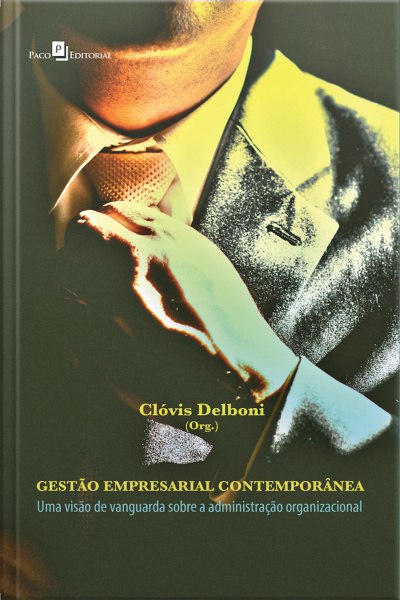 PACO EDITORIAL
Clóvis Delboni
(Org.)
GESTÃO EMPRESARIAL CONTEMPORÂNEA
Uma visão de vanguarda sobre a administração organizacional